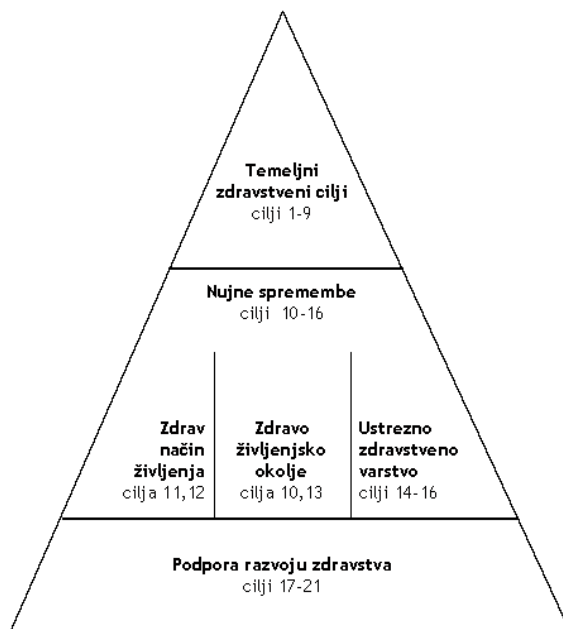 Temeljni
zdravstveni cilji
cilji 1-9
Nujne spremembe
cilji 10-16
Zdrav
način
življenja
cilja 11,12
Zdravo
življenjsko
okolje
cilja 10,13
Ustrezno
zdravstveno
varstvo
cilji 14-16
Podpora razvoju zdravstva
cilji 17-21